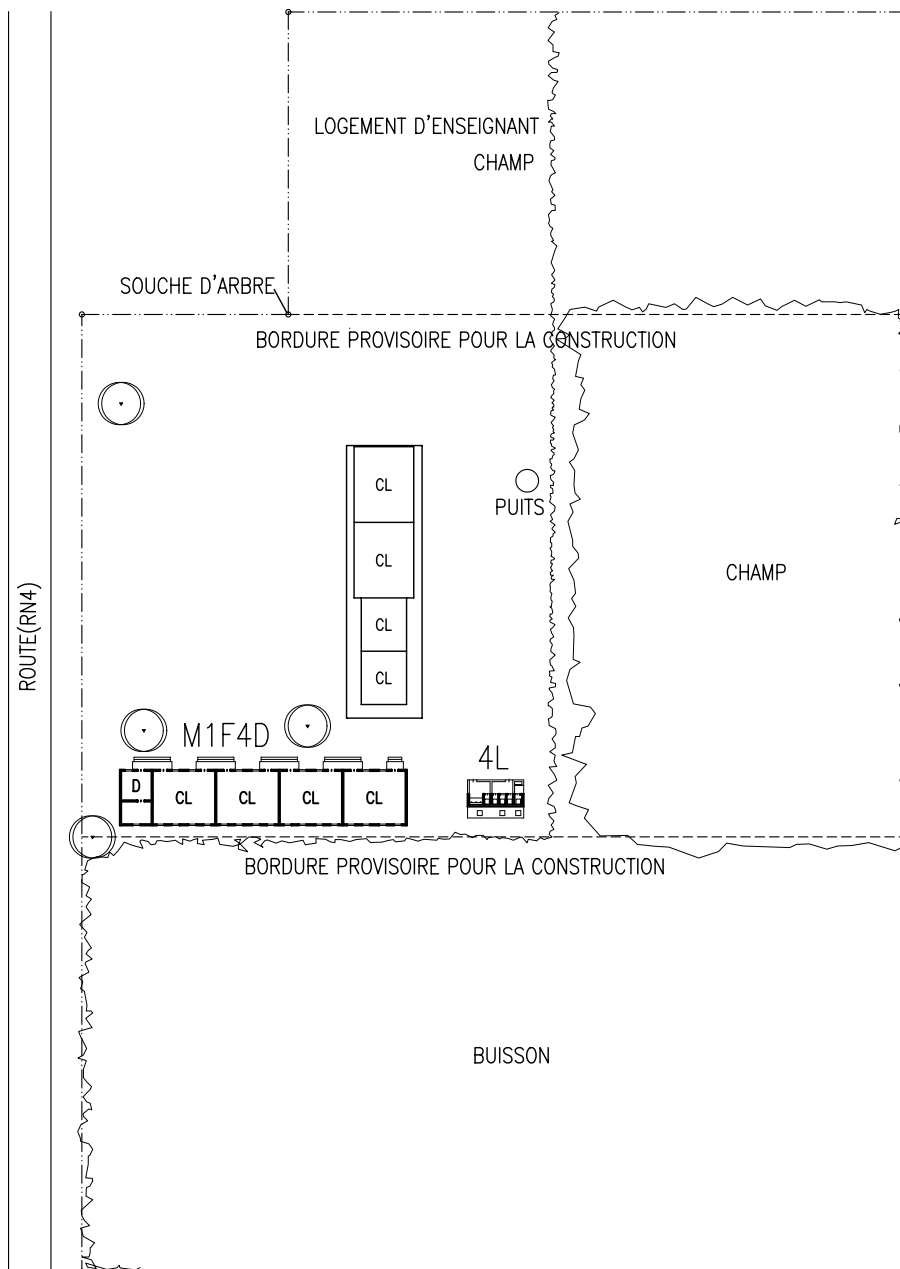 LOGEMENT D'ENSEIGNANT
CHAMP
SOUCHE D'ARBRE
BORDURE PROVISOIRE POUR LA CONSTRUCTION
CL
PUITS
CL
CHAMP
ROUTE(RN4)
CL
CL
M1F4D
4L
D
CL
CL
CL
CL
BORDURE PROVISOIRE POUR LA CONSTRUCTION
BUISSON